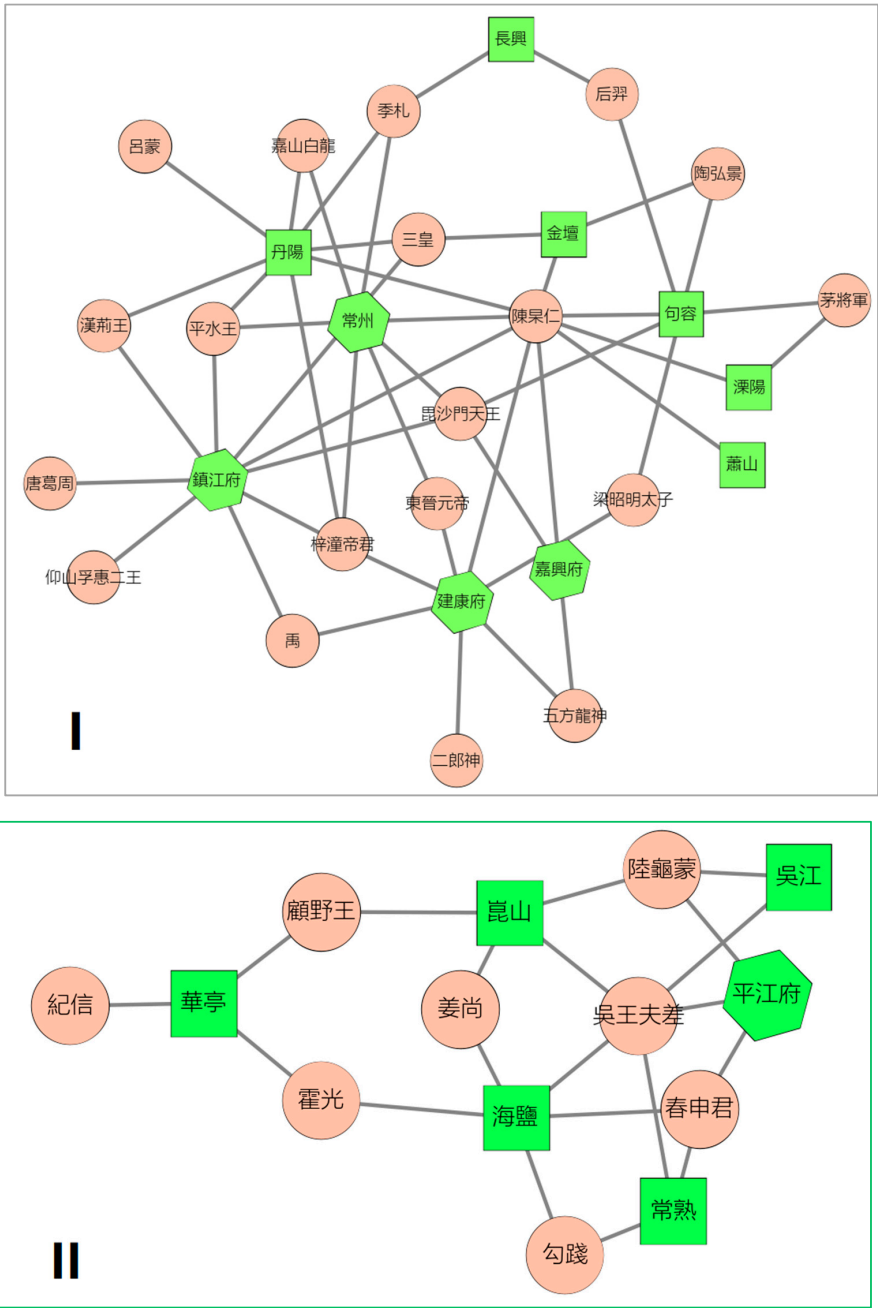 長興
后羿
季札
呂蒙
嘉山白龍
陶弘景
丹陽
三皇
金壇
漢荊王
平水王
常州
陳杲仁
句容
茅將軍
溧陽
毘沙門天王
蕭山
唐葛周
鎮江府
東晉元帝
梁昭明太子
仰山孚惠二王
梓潼帝君
建康府
嘉興府
禹
五方龍神
二郎神
I
陸龜蒙
吳江
顧野王
崑山
紀信
華亭
姜尚
吳王夫差
平江府
霍光
海鹽
春申君
常熟
勾踐
II